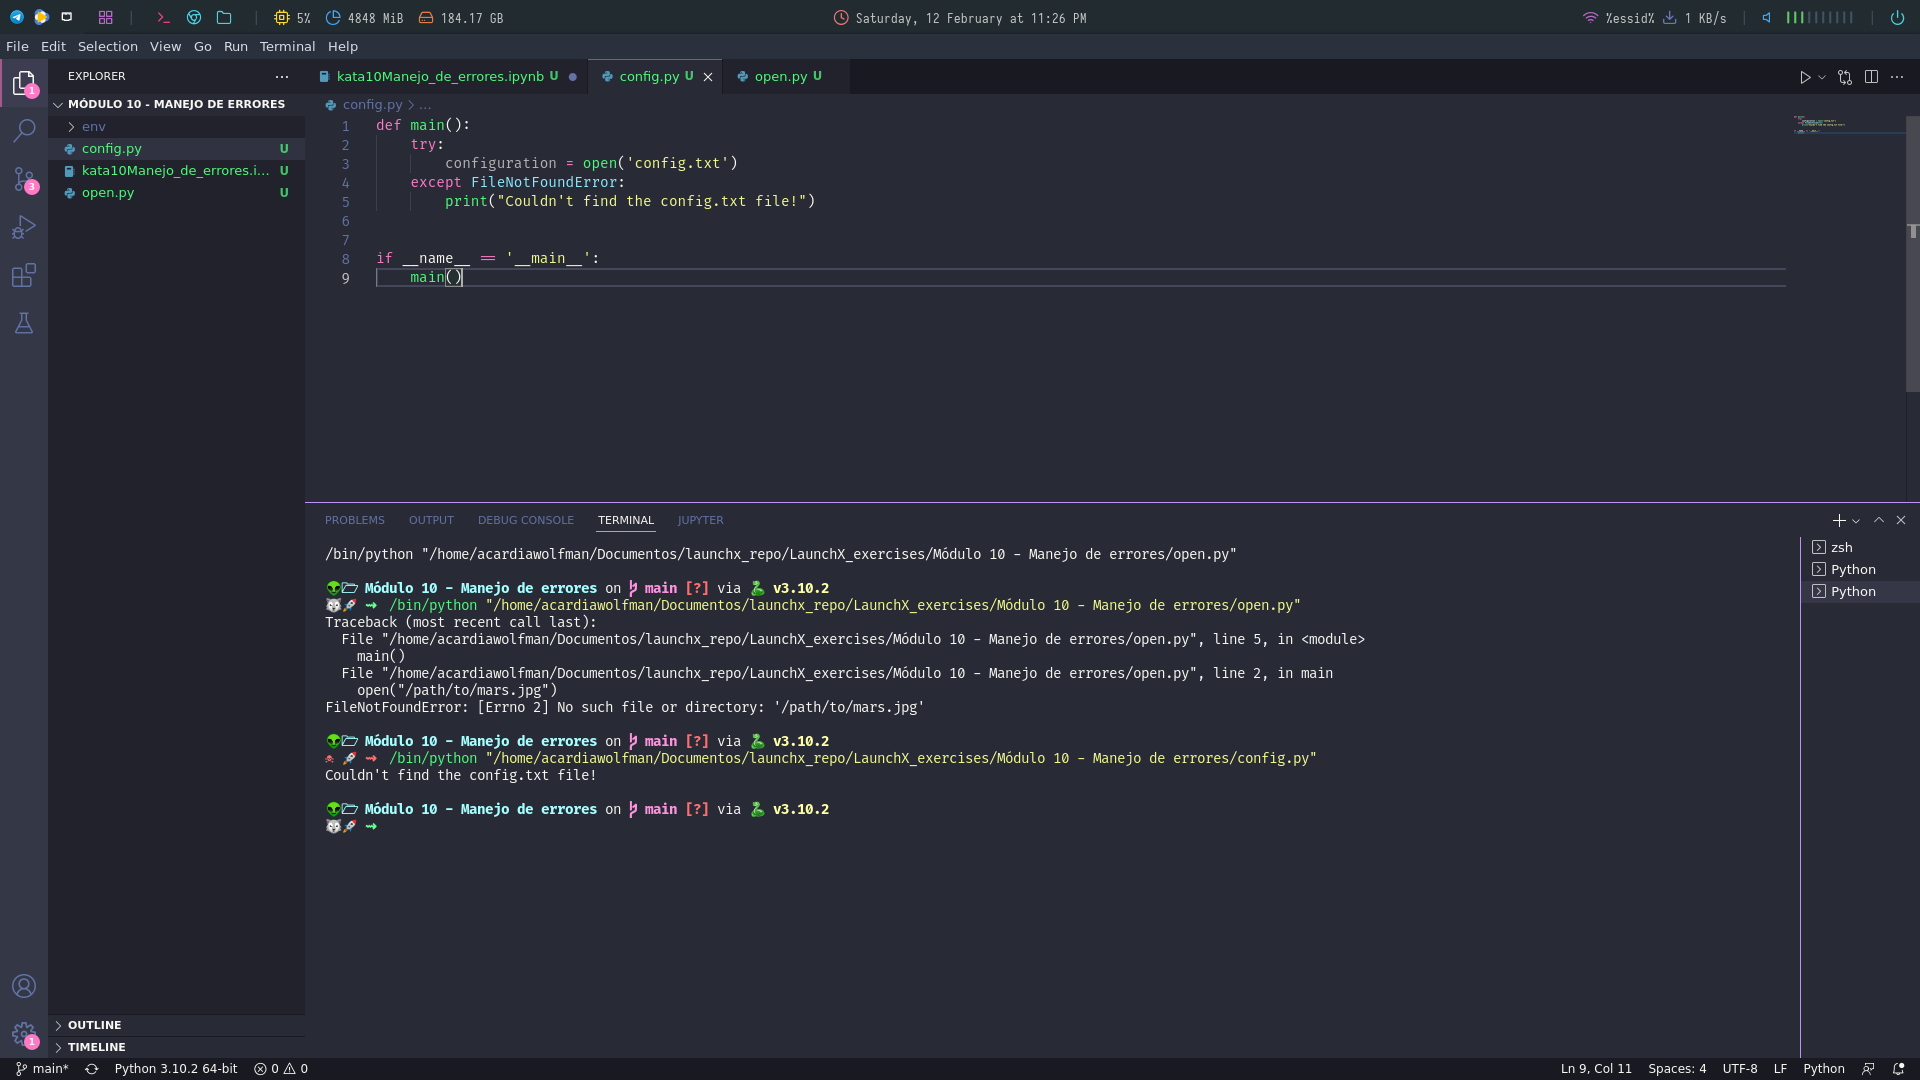 5% 4848 MiB 184.17 GB Saturday, 12 February at 11:26 PM %essid% 1 KB/s
File Edit Selection View Go Run Terminal Help
EXPLORER
MÓDULO 10 - MANEJO DE ERRORES
env
config.py U
kata10Manejo_de_errores.i... U
open.py U
OUTLINE
TIMELINE
1
3
1
kata10Manejo_de_errores.ipynb U config.py U open.py U
config.py > ...
1 def main():
2     try:
3         configuration = open('config.txt')
4     except FileNotFoundError:
5         print("Couldn't find the config.txt file!")
6
7
8 if __name__ == '__main__':
9     main()
PROBLEMS OUTPUT DEBUG CONSOLE TERMINAL JUPYTER
/bin/python "/home/acardiawolfman/Documentos/launchx_repo/LaunchX_exercises/Módulo 10 - Manejo de errores/open.py"
Módulo 10 - Manejo de errores on main [?] via v3.10.2
/bin/python "/home/acardiawolfman/Documentos/launchx_repo/LaunchX_exercises/Módulo 10 - Manejo de errores/open.py"
Traceback (most recent call last):
  File "/home/acardiawolfman/Documentos/launchx_repo/LaunchX_exercises/Módulo 10 - Manejo de errores/open.py", line 5, in <module>
    main()
  File "/home/acardiawolfman/Documentos/launchx_repo/LaunchX_exercises/Módulo 10 - Manejo de errores/open.py", line 2, in main
    open("/path/to/mars.jpg")
FileNotFoundError: [Errno 2] No such file or directory: '/path/to/mars.jpg'
Módulo 10 - Manejo de errores on main [?] via v3.10.2
/bin/python "/home/acardiawolfman/Documentos/launchx_repo/LaunchX_exercises/Módulo 10 - Manejo de errores/config.py"
Couldn't find the config.txt file!
Módulo 10 - Manejo de errores on main [?] via v3.10.2
zsh
Python
Python
main* Python 3.10.2 64-bit 0 0 Ln 9, Col 11 Spaces: 4 UTF-8 LF Python